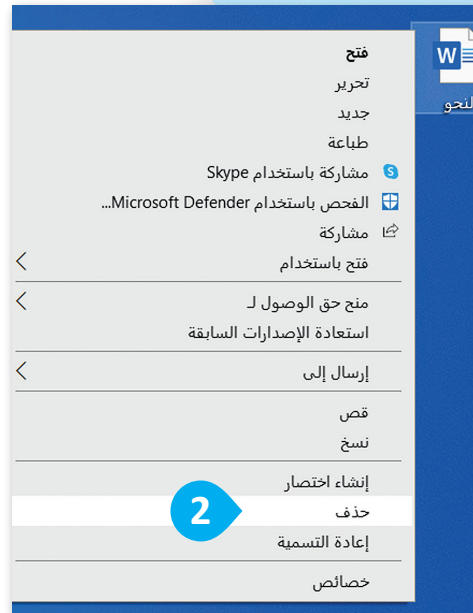 فتح
تحرير
جديد
طباعة
مشاركة باستخدام Skype
الفحص باستخدام Microsoft Defender...
مشاركة
فتح باستخدام
منح حق الوصول لـ
استعادة الإصدارات السابقة
إرسال إلى
قص
نسخ
إنشاء اختصار
حذف
2
إعادة التسمية
خصائص
W
النحو